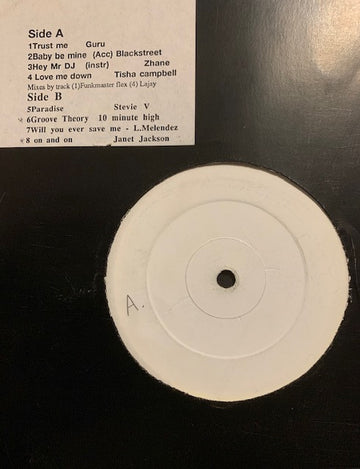 Side A
1Trust me Guru
2Baby be mine (Acc) Blackstreet
3Hey Mr DJ (instr) Zhane
4 Love me down Tisha campbell
Mixes by track (1)Funkmaster flex (4) Lajay
Side B
5Paradise Stevie V
*6Groove Theory 10 minute high
7Will you ever save me - L.Melendez
*8 on and on Janet Jackson
A.